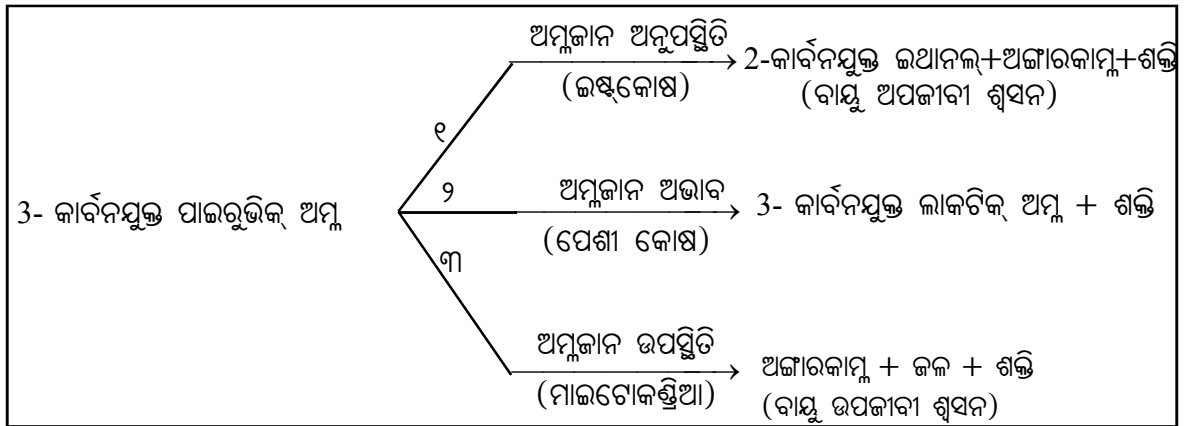 ଅମ୍ଳଜାନ ଅନୁପସ୍ଥିତି
2-କାର୍ବନଯୁକ୍ତ ଇଥାନଲ୍+ଅଙ୍ଗାରକାମ୍ଳ+ଶକ୍ତି
(ଇଷ୍ଟ୍‌କୋଷ)
(ବାୟୁ ଅପଜୀବୀ ଶ୍ୱସନ)
୧
3- କାର୍ବନଯୁକ୍ତ ପାଇରୁଭିକ୍ ଅମ୍ଳ
୨
ଅମ୍ଳଜାନ ଅଭାବ
3- କାର୍ବନଯୁକ୍ତ ଲାକଟିକ୍ ଅମ୍ଳ + ଶକ୍ତି
(ପେଶୀ କୋଷ)
୩
ଅମ୍ଳଜାନ ଉପସ୍ଥିତି
ଅଙ୍ଗାରକାମ୍ଳ + ଜଳ + ଶକ୍ତି
(ମାଇଟୋକଣ୍ଡ୍ରିଆ)
(ବାୟୁ ଉପଜୀବୀ ଶ୍ୱସନ)